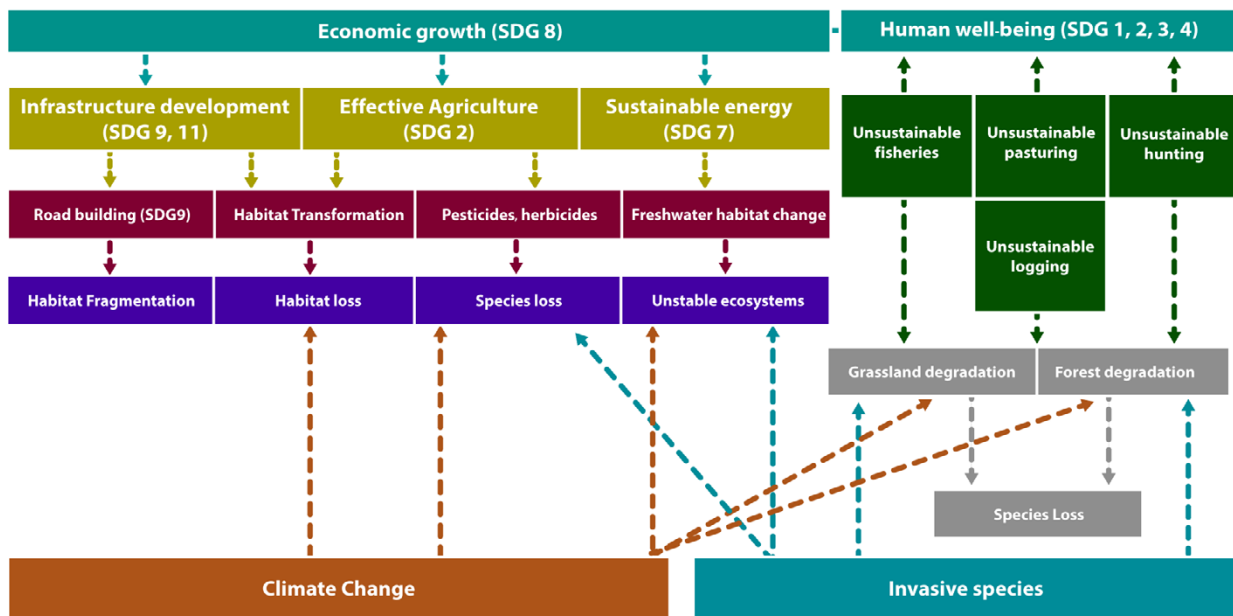 Economic growth (SDG 8)
Human well-being (SDG 1, 2, 3, 4)
Infrastructure development
(SDG 9, 11)
Effective Agriculture
(SDG 2)
Sustainable energy
(SDG 7)
Unsustainable
fisheries
Unsustainable
pasturing
Unsustainable
hunting
Road building (SDG9)
Habitat Transformation
Pesticides, herbicides
Freshwater habitat change
Unsustainable
logging
Habitat Fragmentation
Habitat loss
Species loss
Unstable ecosystems
Grassland degradation
Forest degradation
Species Loss
Climate Change
Invasive species